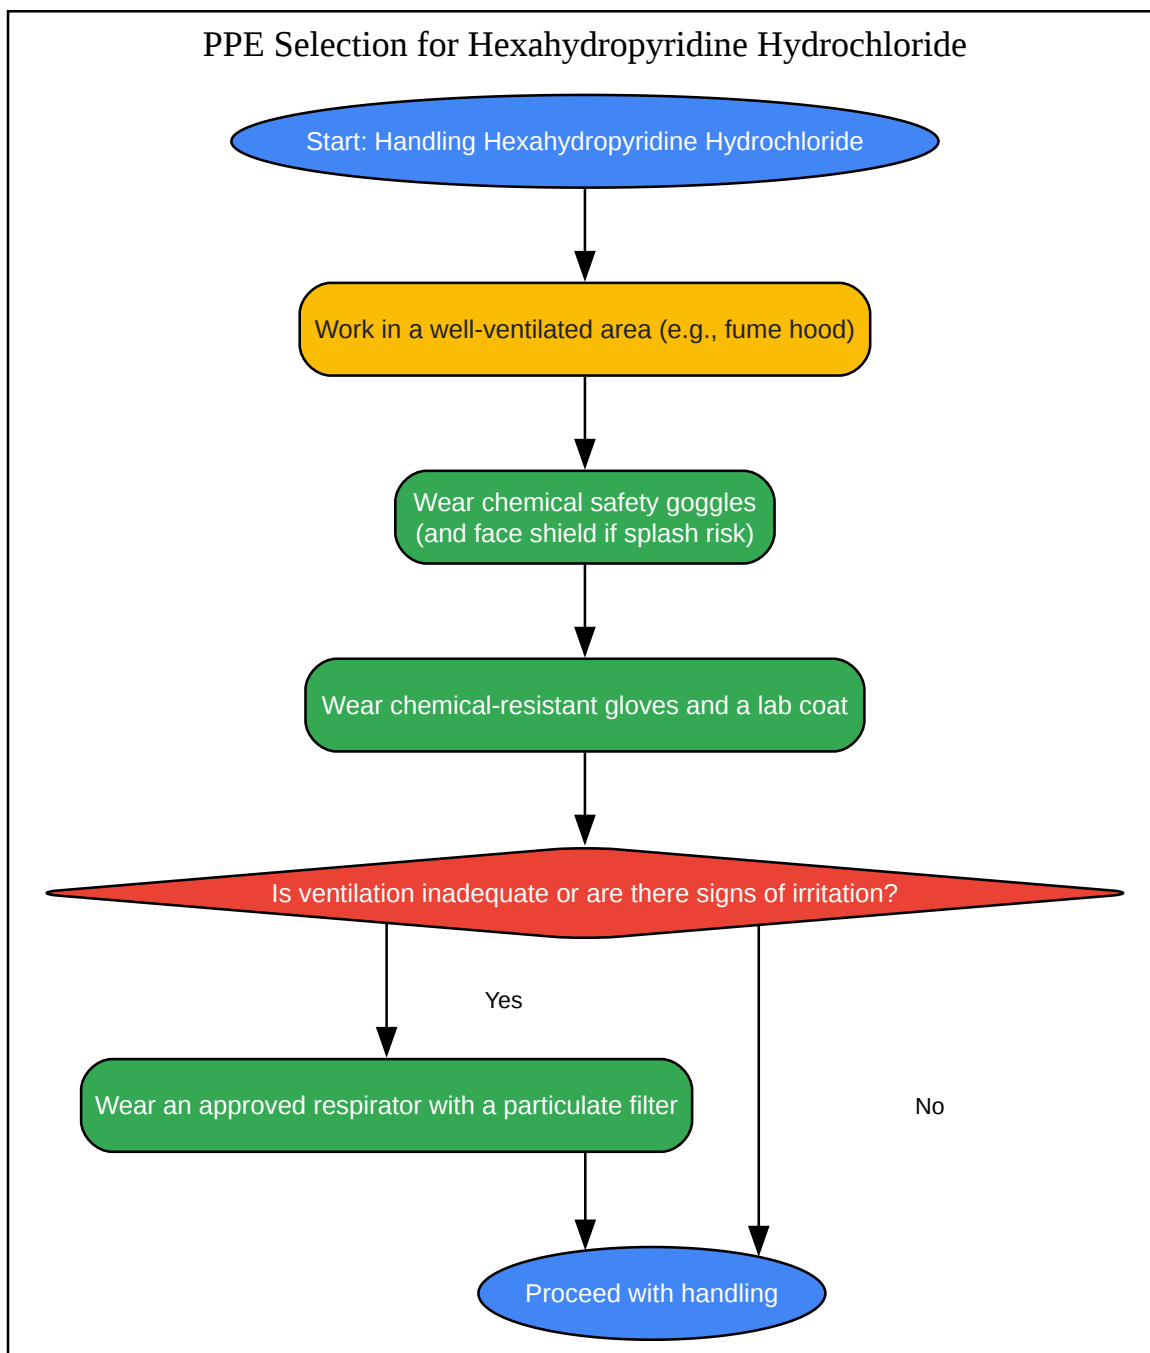 PPE Selection for Hexahydropyridine Hydrochloride
Start: Handling Hexahydropyridine Hydrochloride
Work in a well-ventilated area (e.g., fume hood)
Wear chemical safety goggles
(and face shield if splash risk)
Wear chemical-resistant gloves and a lab coat
Is ventilation inadequate or are there signs of irritation?
Yes
Wear an approved respirator with a particulate filter
No
Proceed with handling